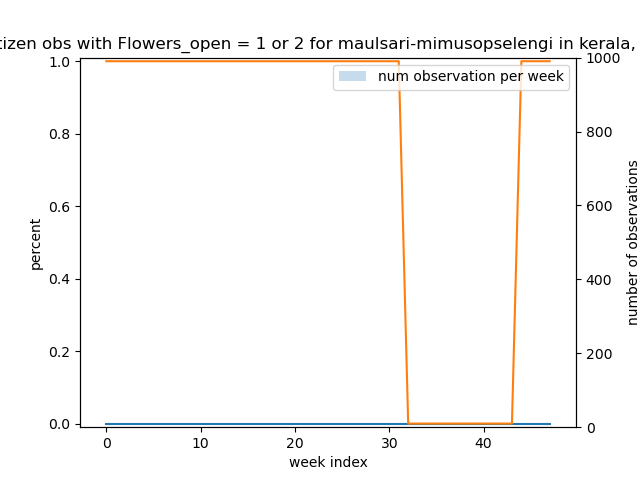 tizen obs with Flowers_open = 1 or 2 for maulsari-mimusopselengi in kerala,
num observation per week
1.0
0.8
0.6
0.4
0.2
0.0
percent
1000
800
600
400
200
0
number of observations
0 10 20 30 40
week index